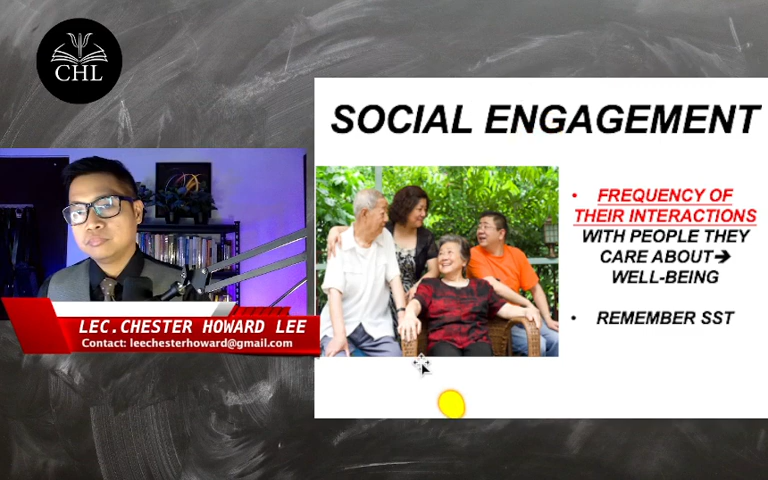 CHL
SOCIAL ENGAGEMENT
• FREQUENCY OF
THEIR INTERACTIONS
WITH PEOPLE THEY
CARE ABOUT→
WELL-BEING
• REMEMBER SST
LEC.CHESTER HOWARD LEE
Contact: leechesterhoward@gmail.com